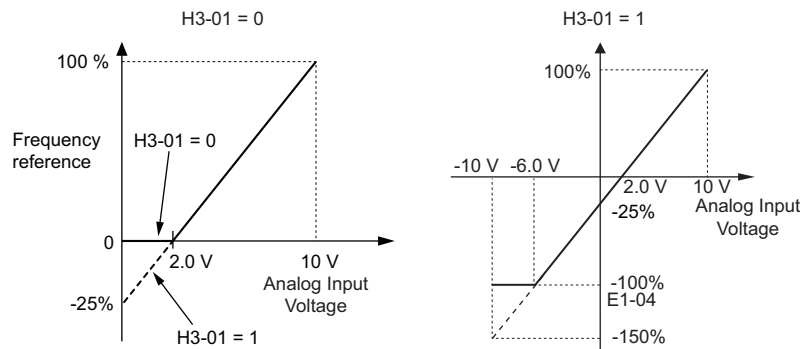 H3-01 = 0
100 %
Frequency
reference
H3-01 = 0
0
2.0 V
10 V
Analog Input
Voltage
-25%
H3-01 = 1
H3-01 = 1
100%
-10 V
-6.0 V
2.0 V
10 V
Analog Input
Voltage
-25%
-100%
E1-04
-150%